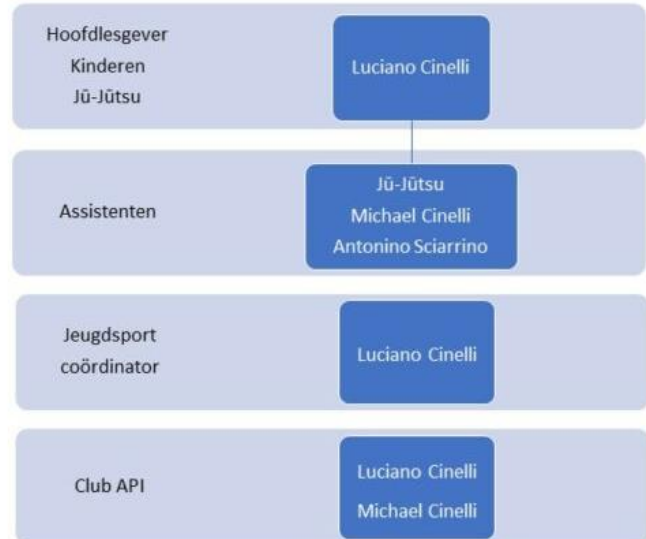 Hoofdlesgever
Kinderen
Jū-Jūtsu
Luciano Cinelli
Assistenten
Jū-Jūtsu
Michael Cinelli
Antonino Sciarrino
Jeugdsport
coördinator
Luciano Cinelli
Club API
Luciano Cinelli
Michael Cinelli